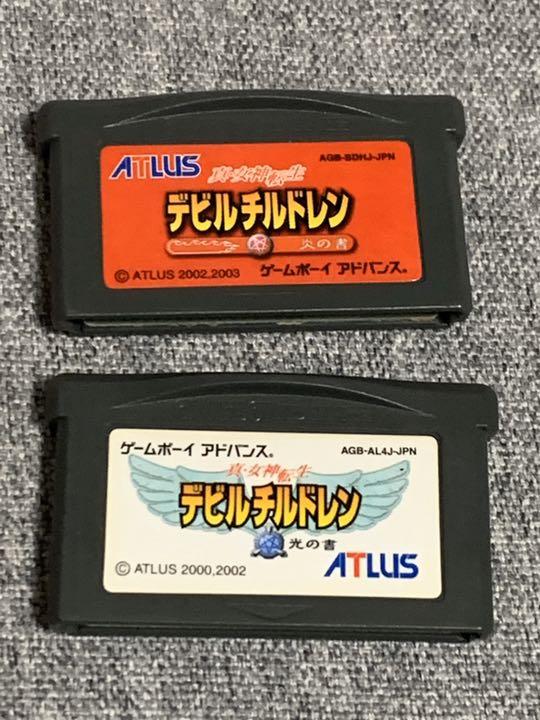 ATLUS
AGB-BDHJ-JPN
真・女神転生
デビルチルドレン
炎の書
© ATLUS 2002,2003
ゲームボーイ アドバンス®
ゲームボーイ アドバンス®
AGB-AL4J-JPN
真・女神転生
デビルチルドレン
光の書
© ATLUS 2000,2002
ATLUS